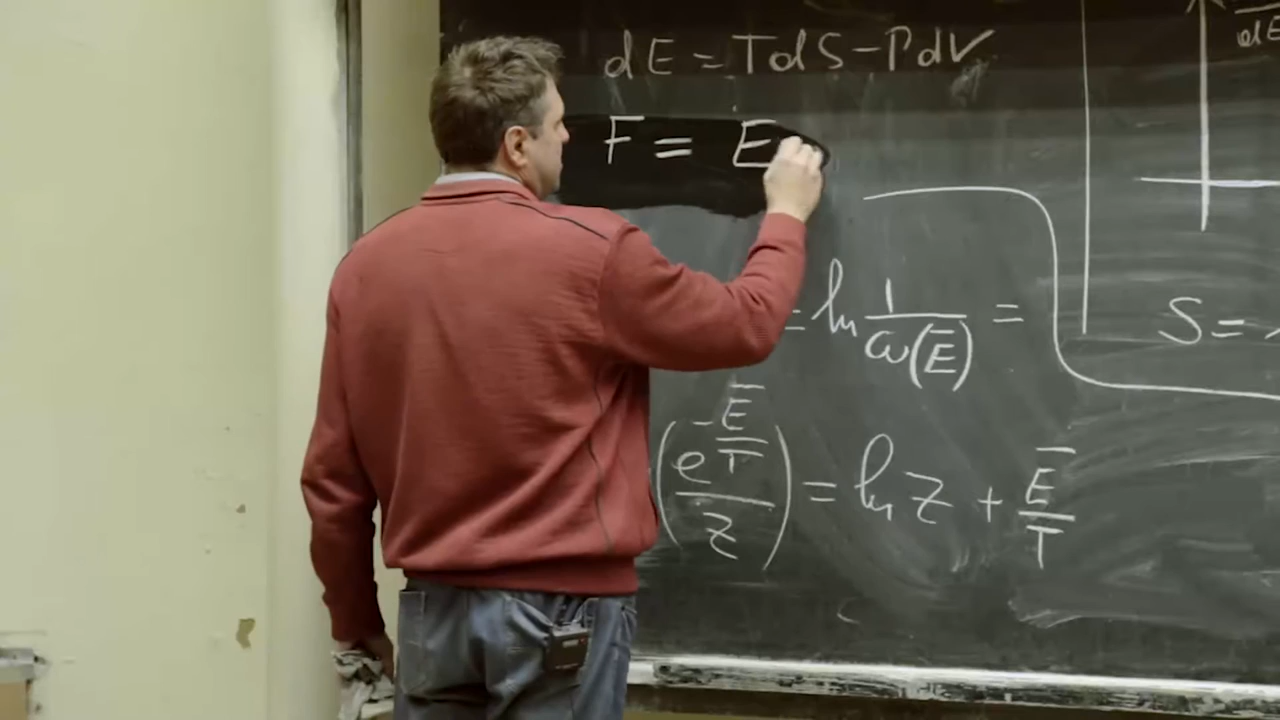 dE = TdS - PdV
F = E
= ln 1/ω(Ē) =
S =
(e^(-Ē/T)/z) = ln z + Ē/T